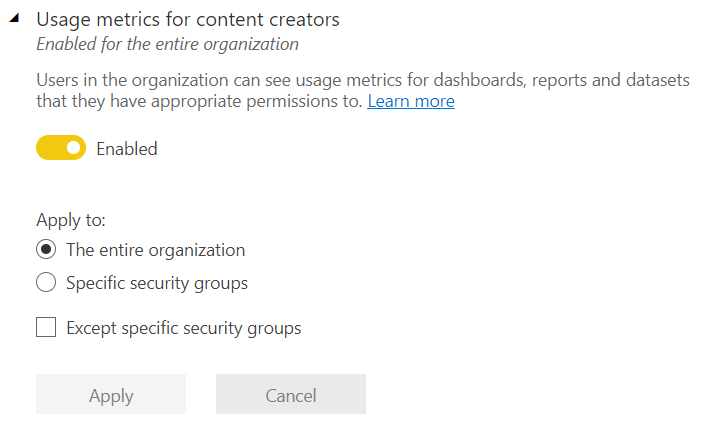 Usage metrics for content creators
Enabled for the entire organization
Users in the organization can see usage metrics for dashboards, reports and datasets
that they have appropriate permissions to. Learn more
Enabled
Apply to:
The entire organization
Specific security groups
Except specific security groups
Apply
Cancel